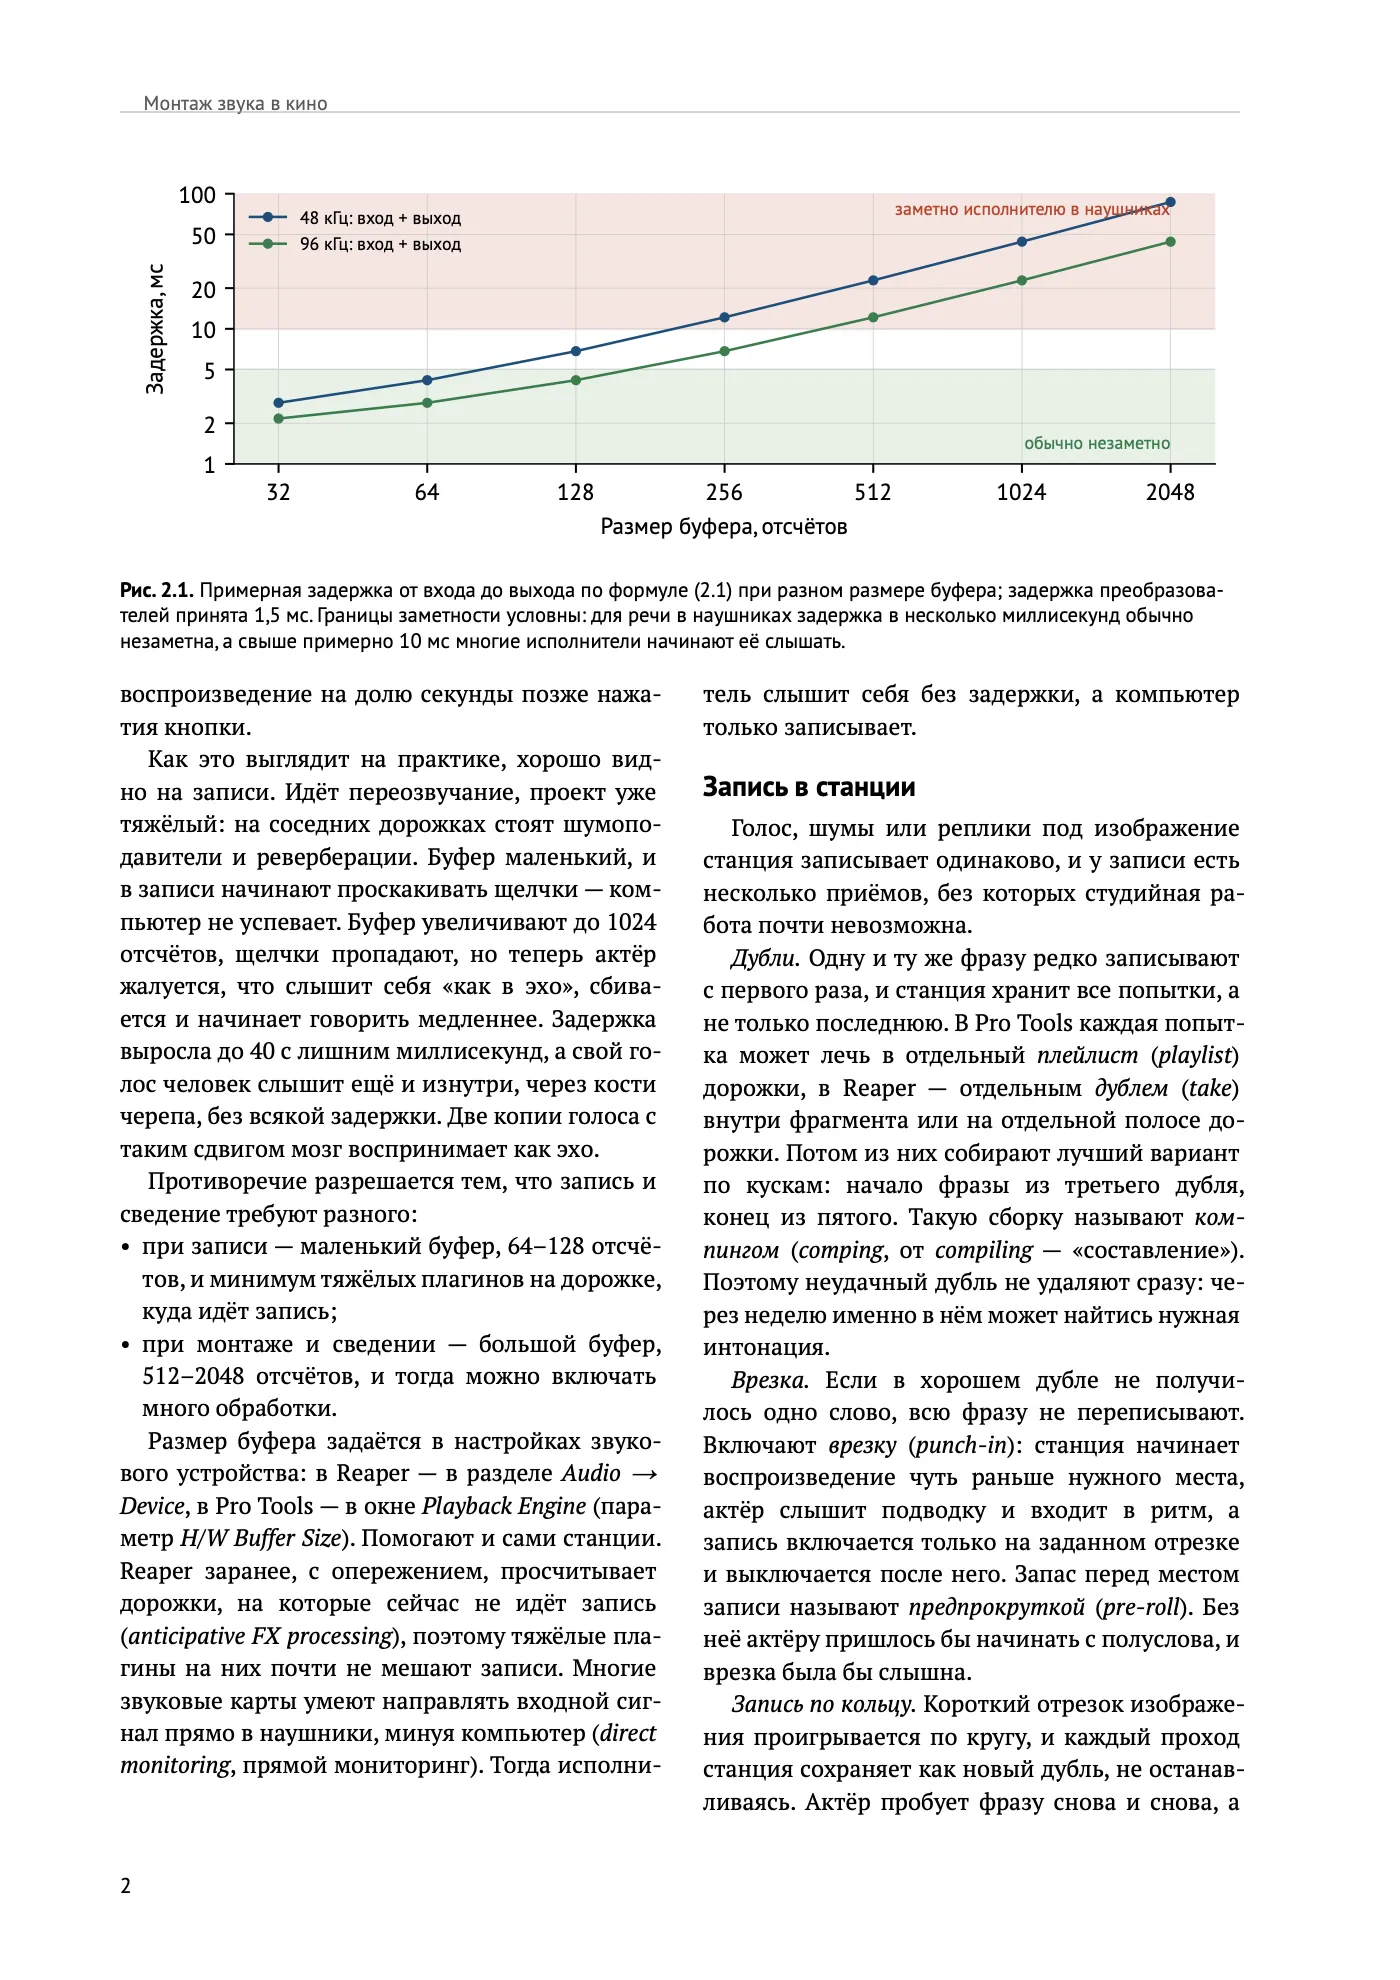 Монтаж звука в кино
100
50
20
10
5
2
1
Задержка, мс
48 кГц: вход + выход
96 кГц: вход + выход
заметно исполнителю в наушниках
обычно незаметно
32 64 128 256 512 1024 2048
Размер буфера, отсчётов
Рис. 2.1. Примерная задержка от входа до выхода по формуле (2.1) при разном размере буфера; задержка преобразова-
телей принята 1,5 мс. Границы заметности условны: для речи в наушниках задержка в несколько миллисекунд обычно
незаметна, а свыше примерно 10 мс многие исполнители начинают её слышать.
воспроизведение на долю секунды позже нажа-
тия кнопки.
Как это выглядит на практике, хорошо вид-
но на записи. Идёт переозвучание, проект уже
тяжёлый: на соседних дорожках стоят шумопо-
давители и реверберации. Буфер маленький, и
в записи начинают проскакивать щелчки — ком-
пьютер не успевает. Буфер увеличивают до 1024
отсчётов, щелчки пропадают, но теперь актёр
жалуется, что слышит себя «как в эхо», сбива-
ется и начинает говорить медленнее. Задержка
выросла до 40 с лишним миллисекунд, а свой го-
лос человек слышит ещё и изнутри, через кости
черепа, без всякой задержки. Две копии голоса с
таким сдвигом мозг воспринимает как эхо.
Противоречие разрешается тем, что запись и
сведение требуют разного:
• при записи — маленький буфер, 64–128 отсчё-
тов, и минимум тяжёлых плагинов на дорожке,
куда идёт запись;
• при монтаже и сведении — большой буфер,
512–2048 отсчётов, и тогда можно включать
много обработки.
Размер буфера задаётся в настройках звуко-
вого устройства: в Reaper — в разделе Audio →
Device, в Pro Tools — в окне Playback Engine (пара-
метр H/W Buffer Size). Помогают и сами станции.
Reaper заранее, с опережением, просчитывает
дорожки, на которые сейчас не идёт запись
(anticipative FX processing), поэтому тяжёлые пла-
гины на них почти не мешают записи. Многие
звуковые карты умеют направлять входной сиг-
нал прямо в наушники, минуя компьютер (direct
monitoring, прямой мониторинг). Тогда исполни-
тель слышит себя без задержки, а компьютер
только записывает.
Запись в станции
Голос, шумы или реплики под изображение
станция записывает одинаково, и у записи есть
несколько приёмов, без которых студийная ра-
бота почти невозможна.
Дубли. Одну и ту же фразу редко записывают
с первого раза, и станция хранит все попытки, а
не только последнюю. В Pro Tools каждая попыт-
ка может лечь в отдельный плейлист (playlist)
дорожки, в Reaper — отдельным дублем (take)
внутри фрагмента или на отдельной полосе до-
рожки. Потом из них собирают лучший вариант
по кускам: начало фразы из третьего дубля,
конец из пятого. Такую сборку называют ком-
пингом (comping, от compiling — «составление»).
Поэтому неудачный дубль не удаляют сразу: че-
рез неделю именно в нём может найтись нужная
интонация.
Врезка. Если в хорошем дубле не получи-
лось одно слово, всю фразу не переписывают.
Включают врезку (punch-in): станция начинает
воспроизведение чуть раньше нужного места,
актёр слышит подводку и входит в ритм, а
запись включается только на заданном отрезке
и выключается после него. Запас перед местом
записи называют предпрокруткой (pre-roll). Без
неё актёру пришлось бы начинать с полуслова, и
врезка была бы слышна.
Запись по кольцу. Короткий отрезок изображе-
ния проигрывается по кругу, и каждый проход
станция сохраняет как новый дубль, не останав-
ливаясь. Актёр пробует фразу снова и снова, а
2